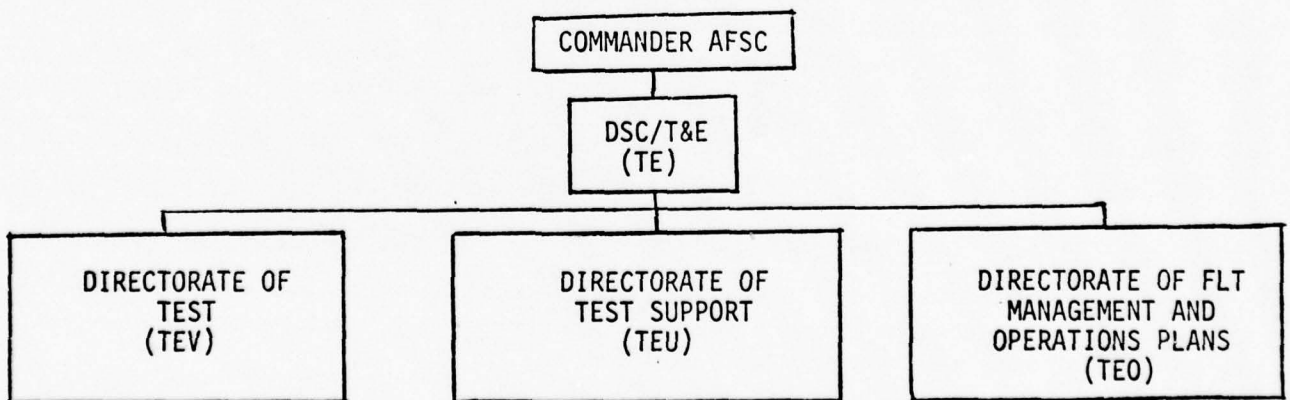 COMMANDER AFSC
DSC/T&E
(TE)
DIRECTORATE OF
TEST
(TEV)
DIRECTORATE OF
TEST SUPPORT
(TEU)
DIRECTORATE OF FLT
MANAGEMENT AND
OPERATIONS PLANS
(TEO)